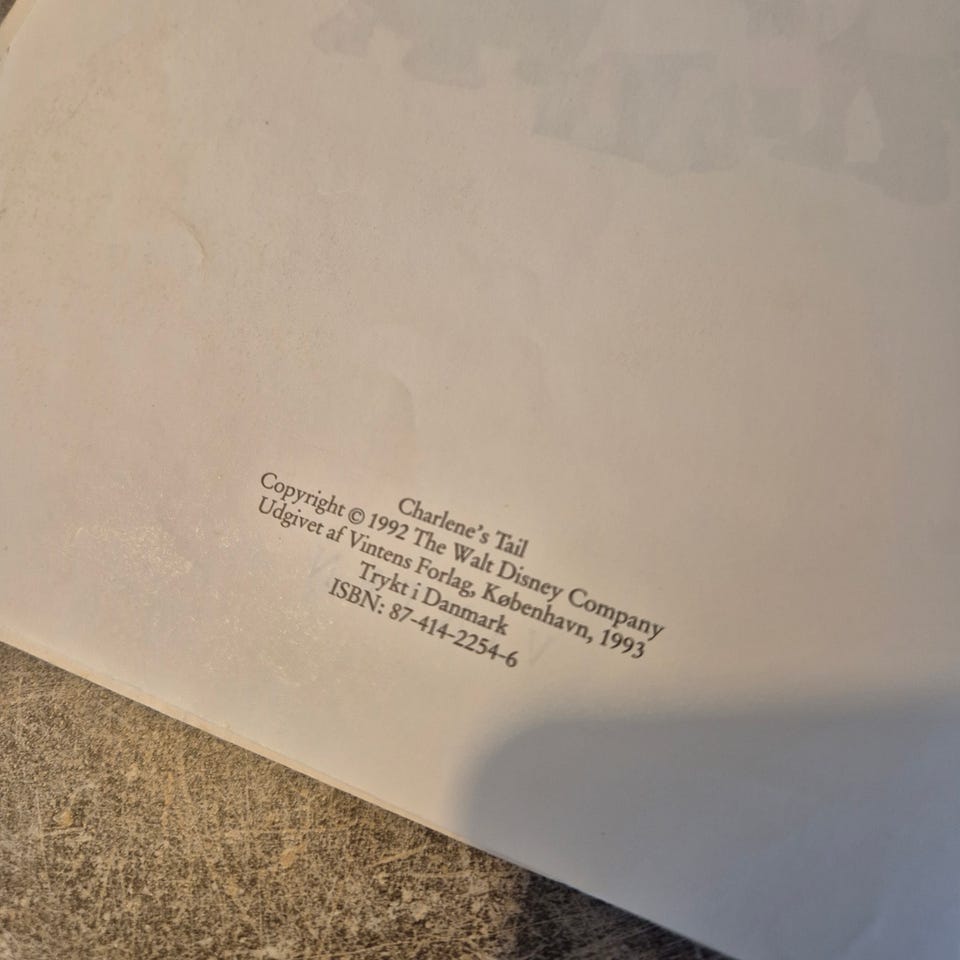 Charlene's Tail
Copyright © 1992 The Walt Disney Company
Udgivet af Vintens Forlag, København, 1993
Trykt i Danmark
ISBN: 87-414-2254-6